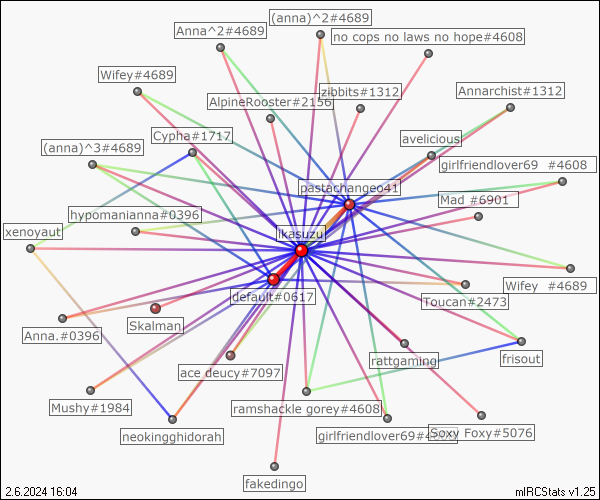 (anna)^2#4689
Anna^2#4689
no cops no laws no hope#4608
Wifey#4689
zibbits#1312
Annarchist#1312
AlpineRooster#2156
Cypha#1717
avelicious
(anna)^3#4689
girlfriendlover69 #4608
pastachangeo41
Mad #6901
hypomanianna#0396
xenoyaut
ikasuzu
Wifey #4689
default#0617
Toucan#2473
Skalman
Anna.#0396
rattgaming
frisout
ace deucy#7097
Mushy#1984
ramshackle gorey#4608
neokingghidorah
girlfriendlover69#4
Soxy Foxy#5076
fakedingo
2.6.2024 16:04
mIRCStats v1.25